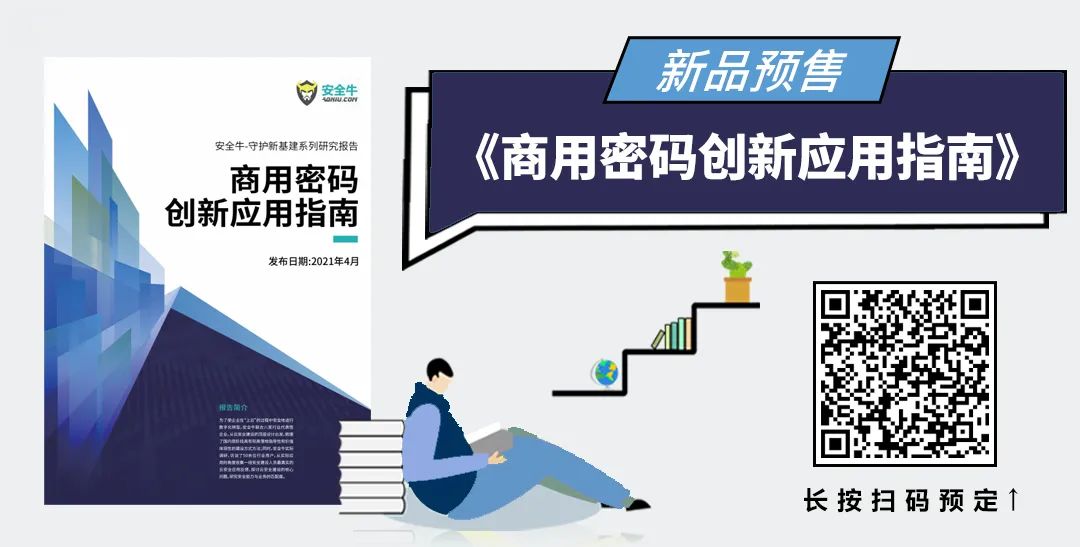 安全牛
AQNIU.COM
安全牛-守护新基建系列研究报告
商用密码
创新应用指南
发布日期:2021年4月
报告简介
新品预售
《商用密码创新应用指南》
长按扫码预定↑